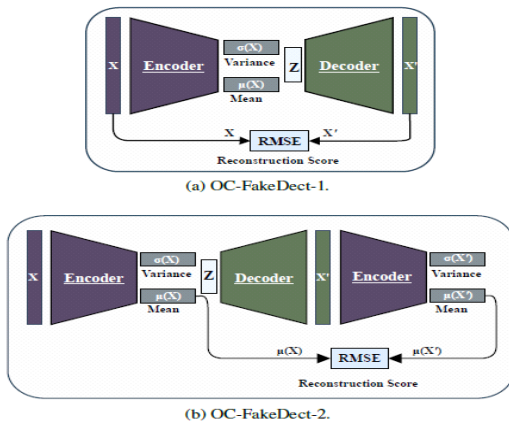 X
Encoder
σ(X)
Variance
μ(X)
Mean
Z
Decoder
X'
X
RMSE
X'
Reconstruction Score
(a) OC-FakeDect-1.
X
Encoder
σ(X)
Variance
μ(X)
Mean
Z
Decoder
X'
Encoder
σ(X')
Variance
μ(X')
Mean
μ(X)
RMSE
μ(X')
Reconstruction Score
(b) OC-FakeDect-2.